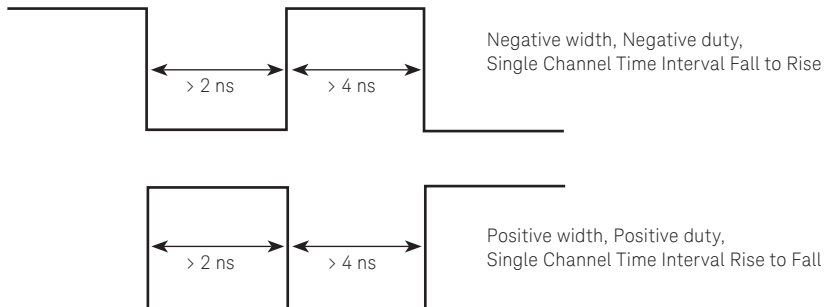 Negative width, Negative duty,
Single Channel Time Interval Fall to Rise
> 2 ns
> 4 ns
Positive width, Positive duty,
Single Channel Time Interval Rise to Fall
> 2 ns
> 4 ns